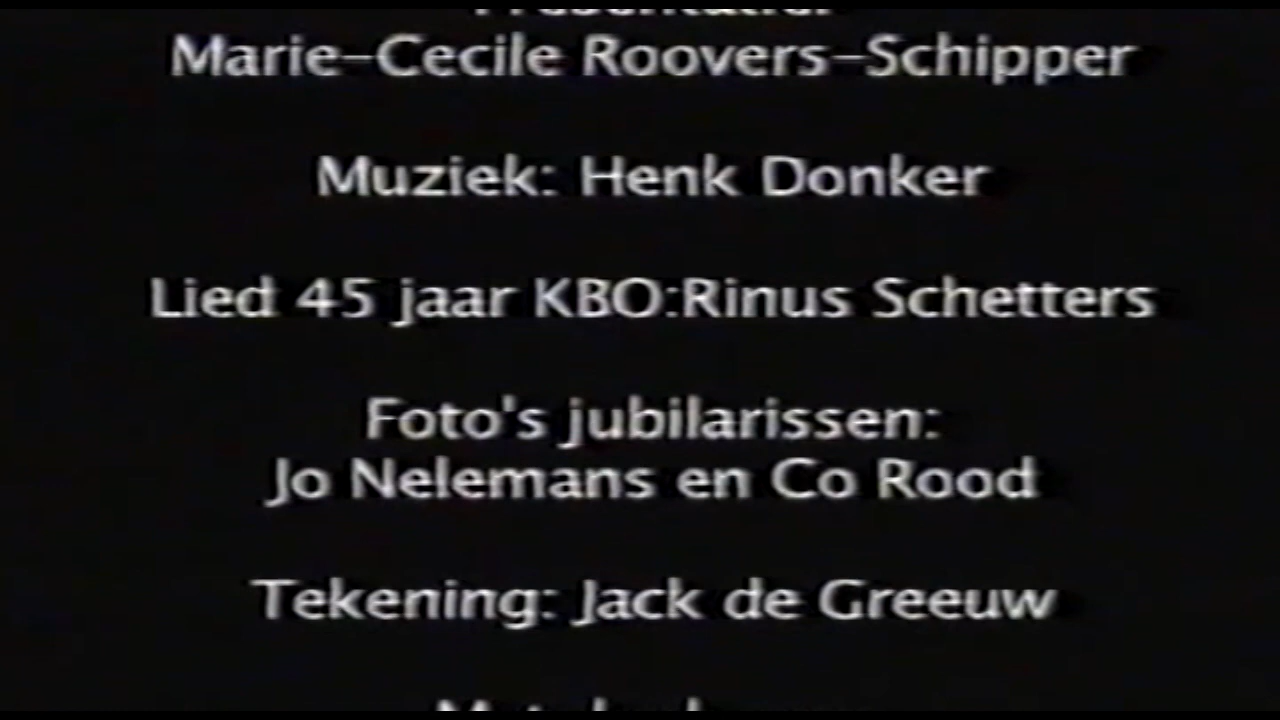 Marie-Cecile Roovers-Schipper
Muziek: Henk Donker
Lied 45 jaar KBO:Rinus Schetters
Foto's jubilarissen:
Jo Nelemans en Co Rood
Tekening: Jack de Greeuw